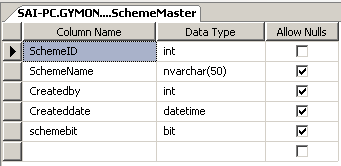 SAI-PC.GYMON....SchemeMaster
Column Name Data Type Allow Nulls
SchemeID int
SchemeName nvarchar(50)
Createdby int
Createddate datetime
schemebit bit